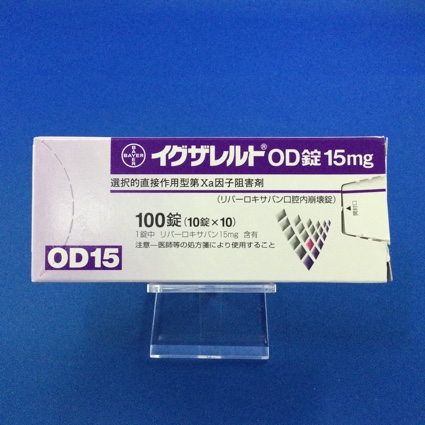 BAYER
イグザレルト® OD錠 15mg
選択的直接作用型第Xa因子阻害剤
(リバーロキサバン口腔内崩壊錠)
100錠 (10錠×10)
1錠中 リバーロキサバン15mg 含有
注意—医師等の処方箋により使用すること
OD15